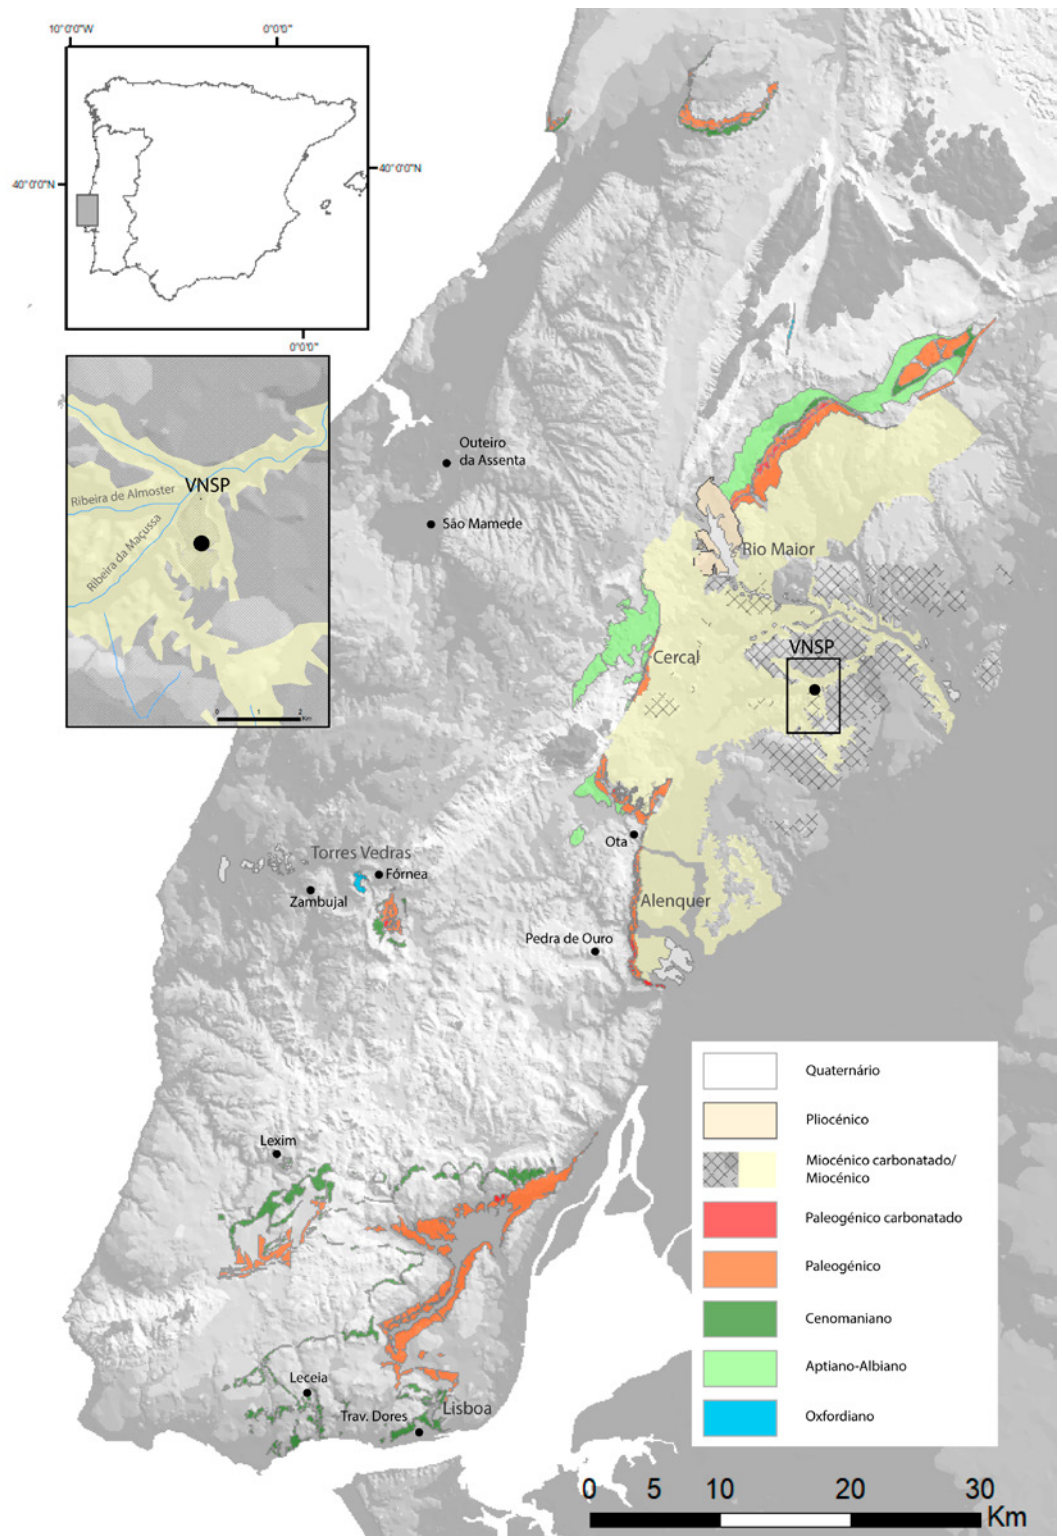 10°0'0"W
0°0'0"
40°0'0"N
40°0'0"N
0°0'0"
VNSP
Ribeira de Almoster
Ribeira da Maçussa
0
1
2
Km
Outeiro
da Assenta
São Mamede
Rio Maior
Cercal
VNSP
Ota
Torres Vedras
Fórnea
Zambujal
Alenquer
Pedra de Ouro
Lexim
Leceia
Trav. Dores
Lisboa
Quaternário
Pliocénico
Miocénico carbonatado/
Miocénico
Paleogénico carbonatado
Paleogénico
Cenomaniano
Aptiano-Albiano
Oxfordiano
0 5 10 20 30
Km